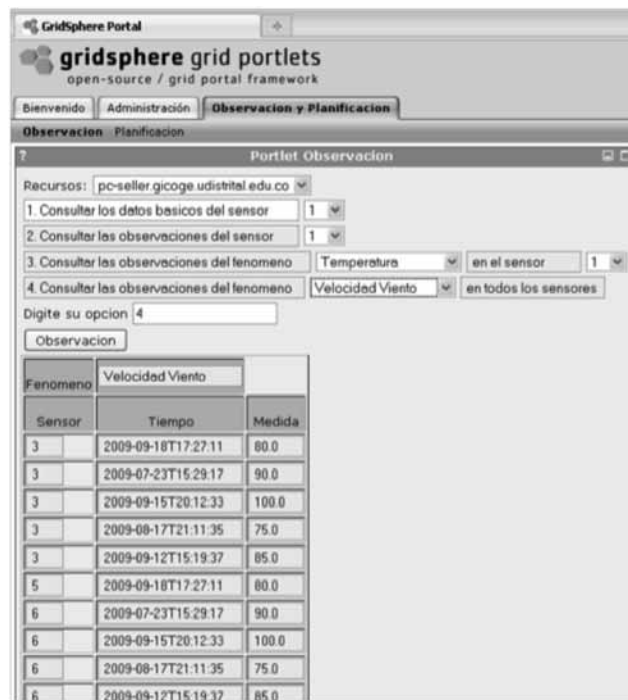 GridSphere Portal
gridsphere grid portlets
open-source / grid portal framework
Bienvenido Administración Observacion y Planificacion
Observacion Planificacion
? Portlet Observacion
Recursos: pc-seller.gicoge.udistrital.edu.co
1. Consultar los datos basicos del sensor 1
2. Consultar las observaciones del sensor 1
3. Consultar las observaciones del fenomeno Temperatura en el sensor 1
4. Consultar las observaciones del fenomeno Velocidad Viento en todos los sensores
Digite su opcion 4
Observacion
Fenomeno Velocidad Viento
Sensor Tiempo Medida
3 2009-09-18T17:27:11 80.0
3 2009-07-23T15:29:17 90.0
3 2009-09-15T20:12:33 100.0
3 2009-08-17T21:11:35 75.0
3 2009-09-12T15:19:37 85.0
5 2009-09-18T17:27:11 80.0
6 2009-07-23T15:29:17 90.0
6 2009-09-15T20:12:33 100.0
6 2009-08-17T21:11:35 75.0
6 2009-09-12T15:19:37 85.0